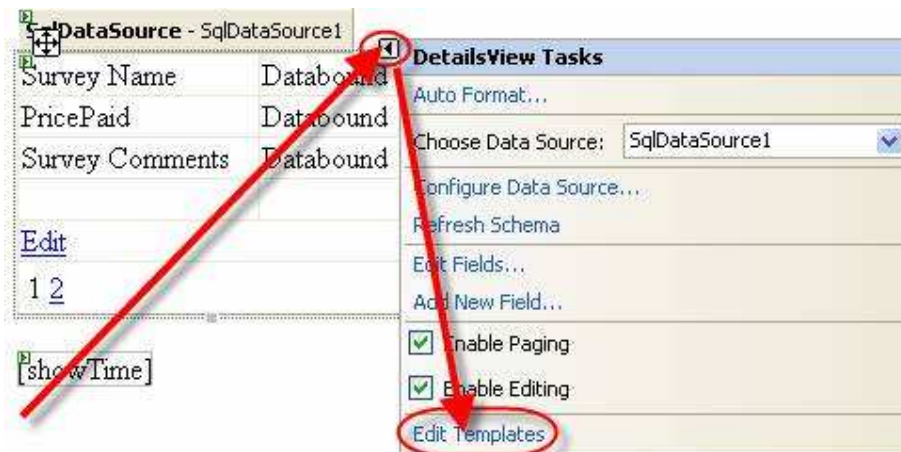 SqlDataSource - SqlDataSource1
Survey Name Databound
PricePaid Databound
Survey Comments Databound
Edit
1 2
[showTime]
DetailsView Tasks
Auto Format...
Choose Data Source: SqlDataSource1
Configure Data Source...
Refresh Schema
Edit Fields...
Add New Field...
Enable Paging
Enable Editing
Edit Templates